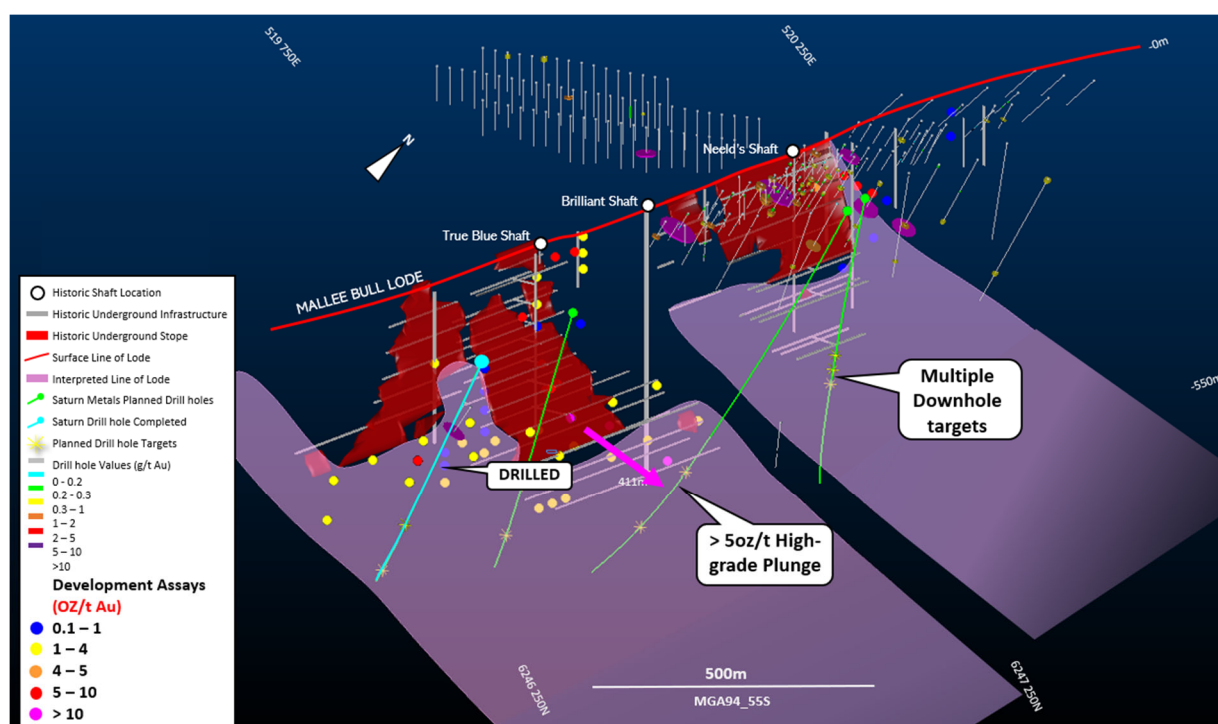 519 750E
520 250E
-0m
N
Neeld's Shaft
Brilliant Shaft
True Blue Shaft
MALLEE BULL LODE
-550m
Multiple
Downhole
targets
DRILLED
411m
> 5oz/t High-
grade Plunge
Historic Shaft Location
Historic Underground Infrastructure
Historic Underground Stope
Surface Line of Lode
Interpreted Line of Lode
Saturn Metals Planned Drill holes
Saturn Drill hole Completed
Planned Drill hole Targets
Drill hole Values (g/t Au)
0 - 0.2
0.2 - 0.3
0.3 – 1
1 – 2
2 – 5
5 – 10
>10
Development Assays
(OZ/t Au)
0.1 – 1
1 – 4
4 – 5
5 – 10
> 10
6246 250N
6247 250N
500m
MGA94_55S